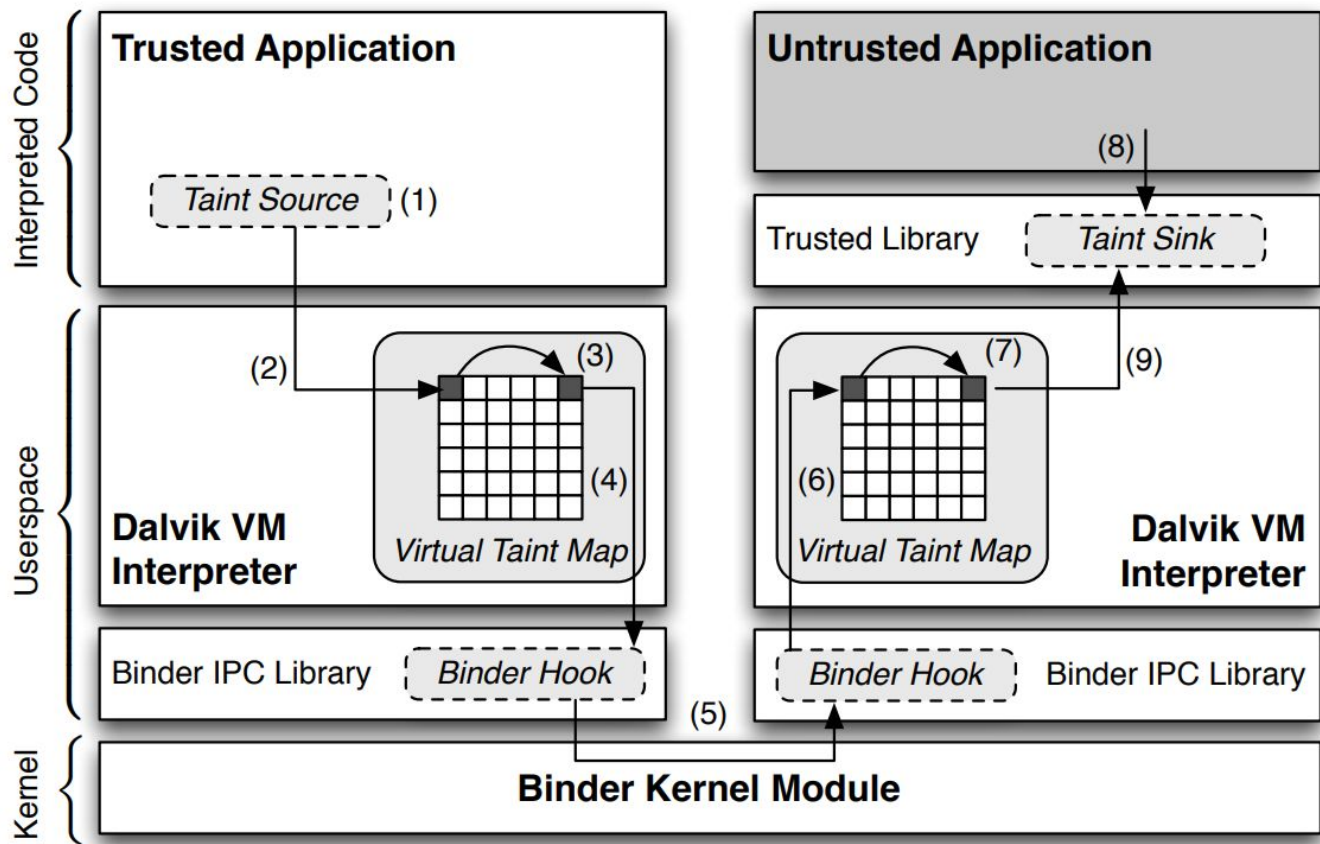 Interpreted Code
Trusted Application
Taint Source
(1)
Untrusted Application
(8)
Trusted Library
Taint Sink
Userspace
(2)
(3)
(4)
Virtual Taint Map
Dalvik VM
Interpreter
(7)
(9)
(6)
Virtual Taint Map
Dalvik VM
Interpreter
Binder IPC Library
Binder Hook
(5)
Binder Hook
Binder IPC Library
Kernel
Binder Kernel Module